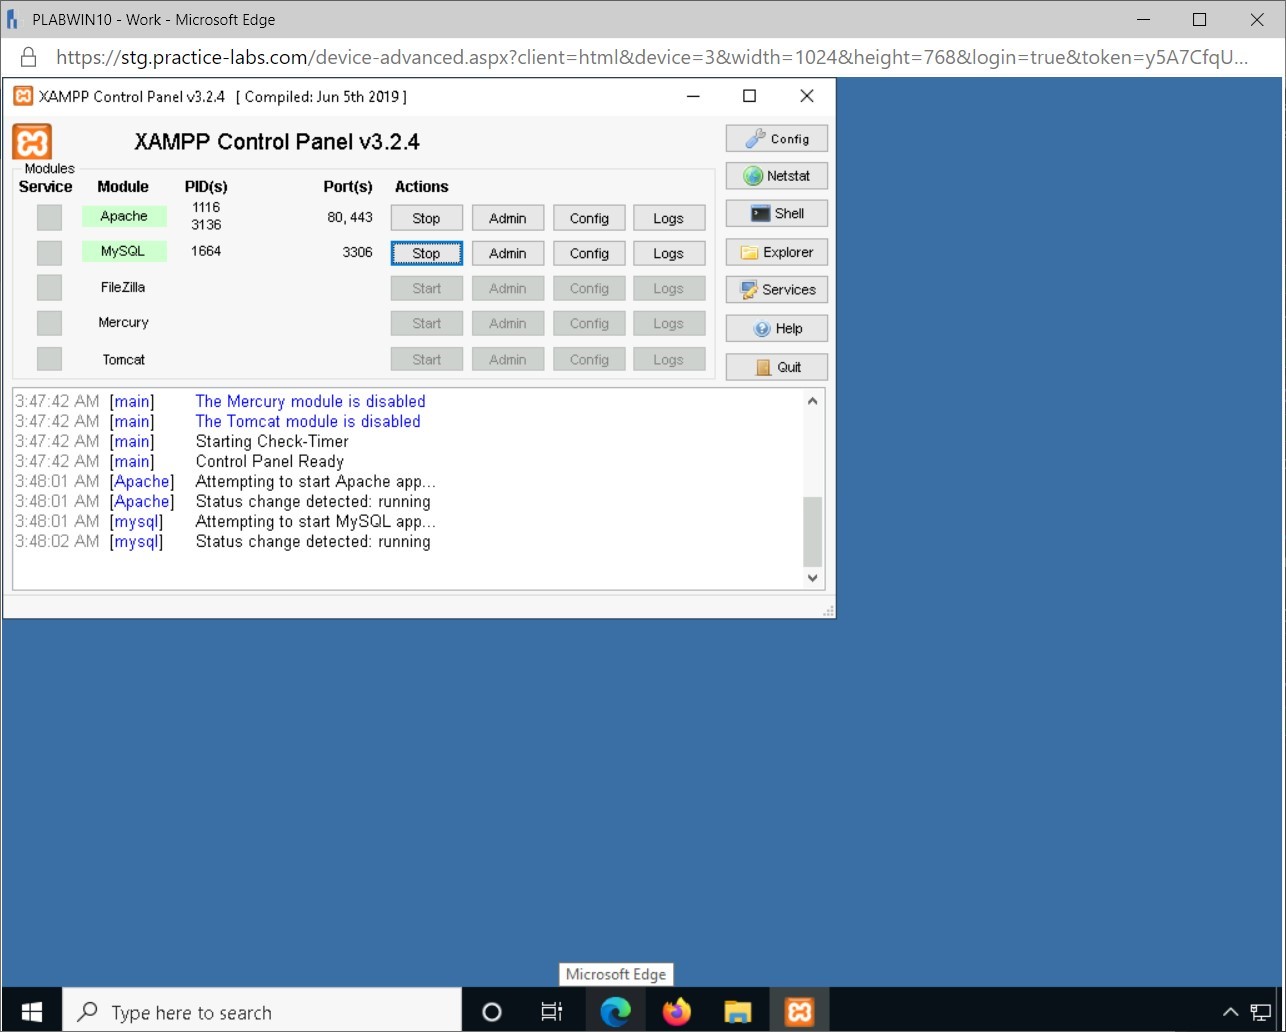 PLABWIN10 - Work - Microsoft Edge
https://stg.practice-labs.com/device-advanced.aspx?client=html&device=3&width=1024&height=768&login=true&token=y5A7CfqU...
XAMPP Control Panel v3.2.4 [ Compiled: Jun 5th 2019 ]
XAMPP Control Panel v3.2.4
Config
Modules
Service Module PID(s) Port(s) Actions
Netstat
Apache 1116 3136 80, 443 Stop Admin Config Logs
Shell
MySQL 1664 3306 Stop Admin Config Logs
Explorer
FileZilla Start Admin Config Logs
Services
Mercury Start Admin Config Logs
Help
Tomcat Start Admin Config Logs
Quit
3:47:42 AM [main] The Mercury module is disabled
3:47:42 AM [main] The Tomcat module is disabled
3:47:42 AM [main] Starting Check-Timer
3:47:42 AM [main] Control Panel Ready
3:48:01 AM [Apache] Attempting to start Apache app...
3:48:01 AM [Apache] Status change detected: running
3:48:01 AM [mysql] Attempting to start MySQL app...
3:48:02 AM [mysql] Status change detected: running
Microsoft Edge
Type here to search